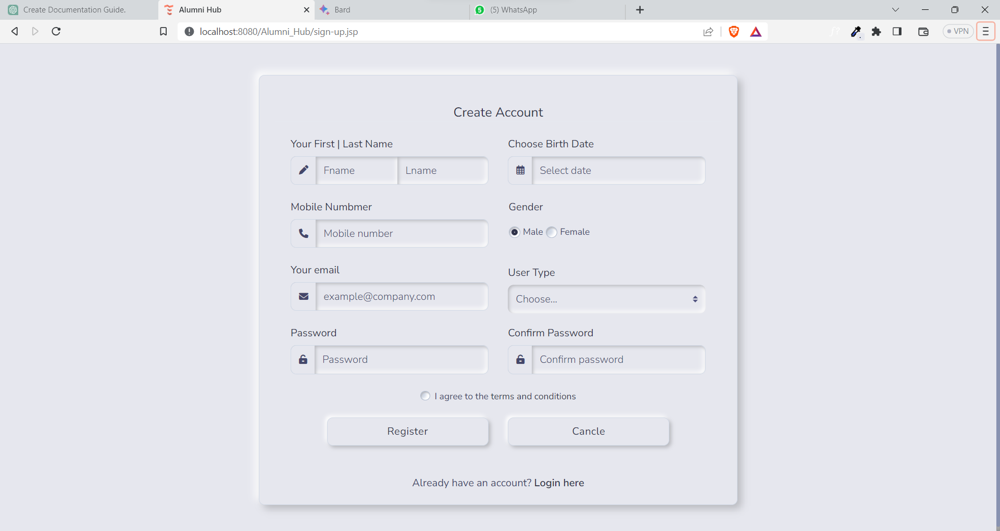 Create Documentation Guide.
Alumni Hub
Bard
(5) WhatsApp
localhost:8080/Alumni_Hub/sign-up.jsp
VPN
Create Account
Your First | Last Name
Choose Birth Date
Fname
Lname
Select date
Mobile Numbmer
Gender
Mobile number
Male
Female
Your email
User Type
example@company.com
Choose...
Password
Confirm Password
Password
Confirm password
I agree to the terms and conditions
Register
Cancle
Already have an account? Login here